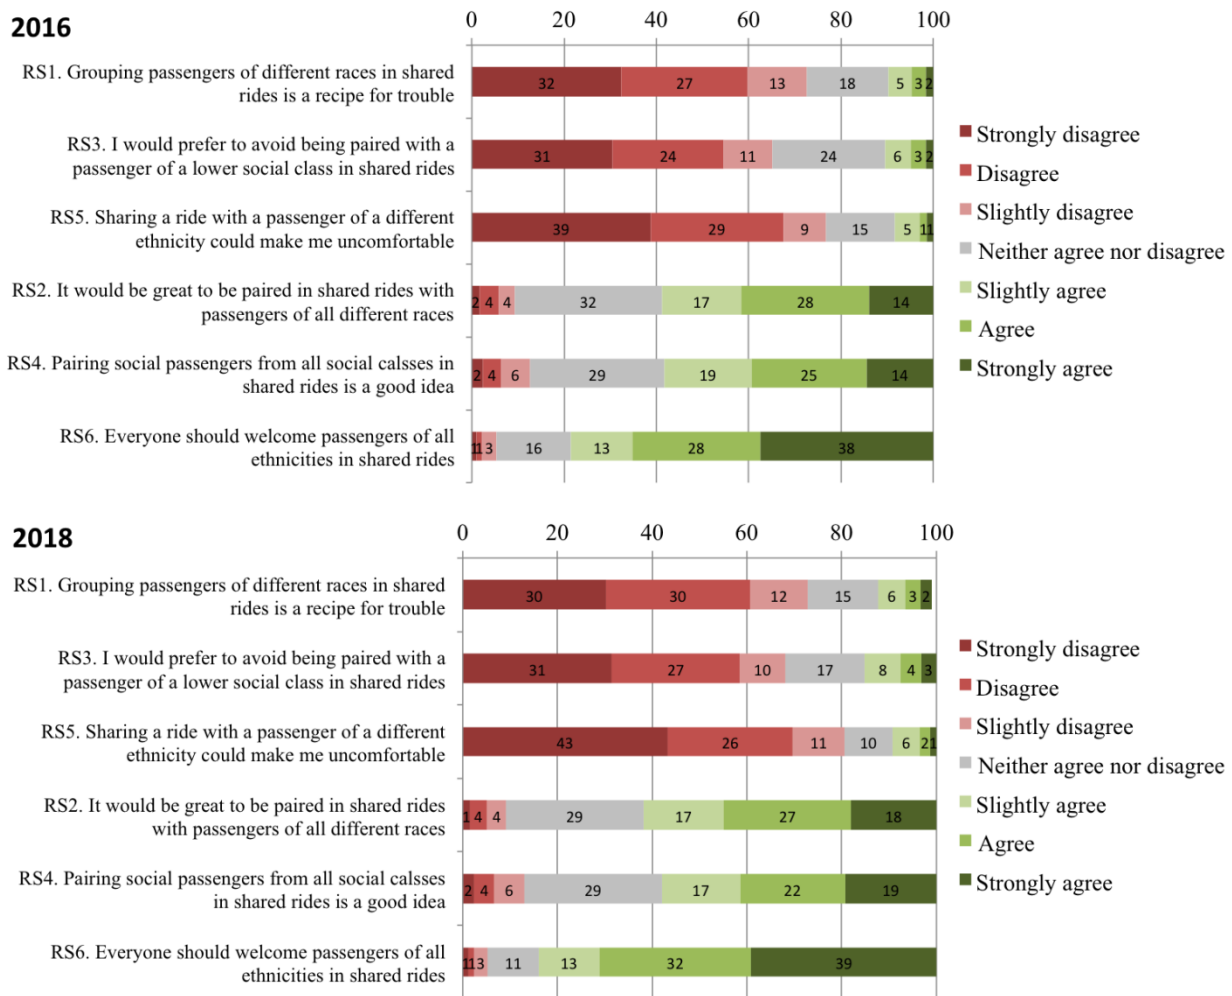 2016
0 20 40 60 80 100
RS1. Grouping passengers of different races in shared
rides is a recipe for trouble
32 27 13 18 5 3 2
RS3. I would prefer to avoid being paired with a
passenger of a lower social class in shared rides
31 24 11 24 6 3 2
RS5. Sharing a ride with a passenger of a different
ethnicity could make me uncomfortable
39 29 9 15 5 1 1
RS2. It would be great to be paired in shared rides with
passengers of all different races
2 4 4 32 17 28 14
RS4. Pairing social passengers from all social calsses in
shared rides is a good idea
2 4 6 29 19 25 14
RS6. Everyone should welcome passengers of all
ethnicities in shared rides
1 1 3 16 13 28 38
Strongly disagree
Disagree
Slightly disagree
Neither agree nor disagree
Slightly agree
Agree
Strongly agree
2018
0 20 40 60 80 100
RS1. Grouping passengers of different races in shared
rides is a recipe for trouble
30 30 12 15 6 3 2
RS3. I would prefer to avoid being paired with a
passenger of a lower social class in shared rides
31 27 10 17 8 4 3
RS5. Sharing a ride with a passenger of a different
ethnicity could make me uncomfortable
43 26 11 10 6 2 1
RS2. It would be great to be paired in shared rides
with passengers of all different races
1 4 4 29 17 27 18
RS4. Pairing social passengers from all social calsses
in shared rides is a good idea
2 4 6 29 17 22 19
RS6. Everyone should welcome passengers of all
ethnicities in shared rides
1 1 3 11 13 32 39
Strongly disagree
Disagree
Slightly disagree
Neither agree nor disagree
Slightly agree
Agree
Strongly agree